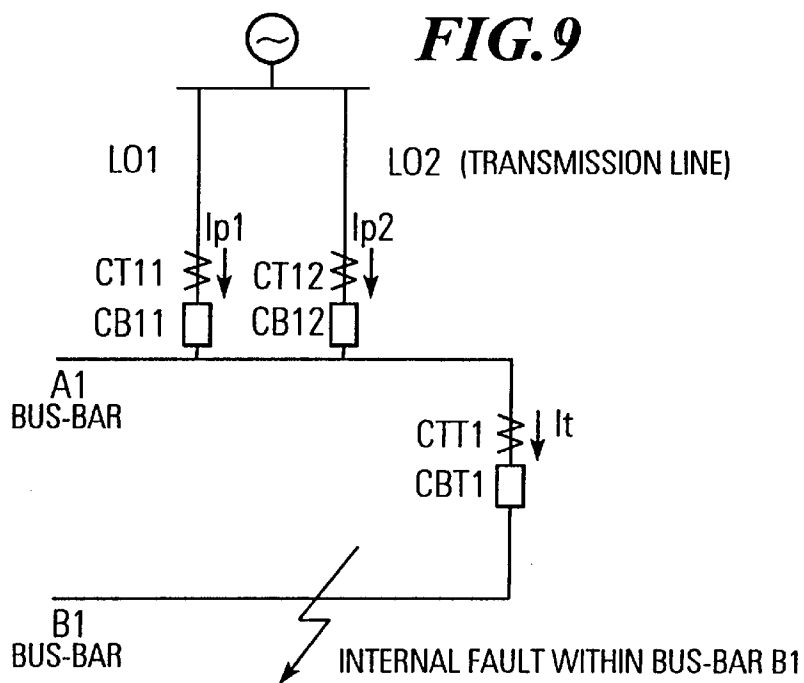 FIG.9
LO1
LO2 (TRANSMISSION LINE)
Ip1
Ip2
CT11
CT12
CB11
CB12
A1
BUS-BAR
CTT1
It
CBT1
B1
BUS-BAR
INTERNAL FAULT WITHIN BUS-BAR B1